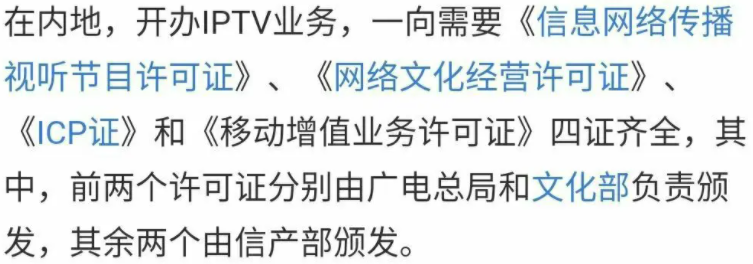 在内地，开办IPTV业务，一向需要《信息网络传播
视听节目许可证》、《网络文化经营许可证》、
《ICP证》和《移动增值业务许可证》四证齐全，其
中，前两个许可证分别由广电总局和文化部负责颁
发，其余两个由信产部颁发。